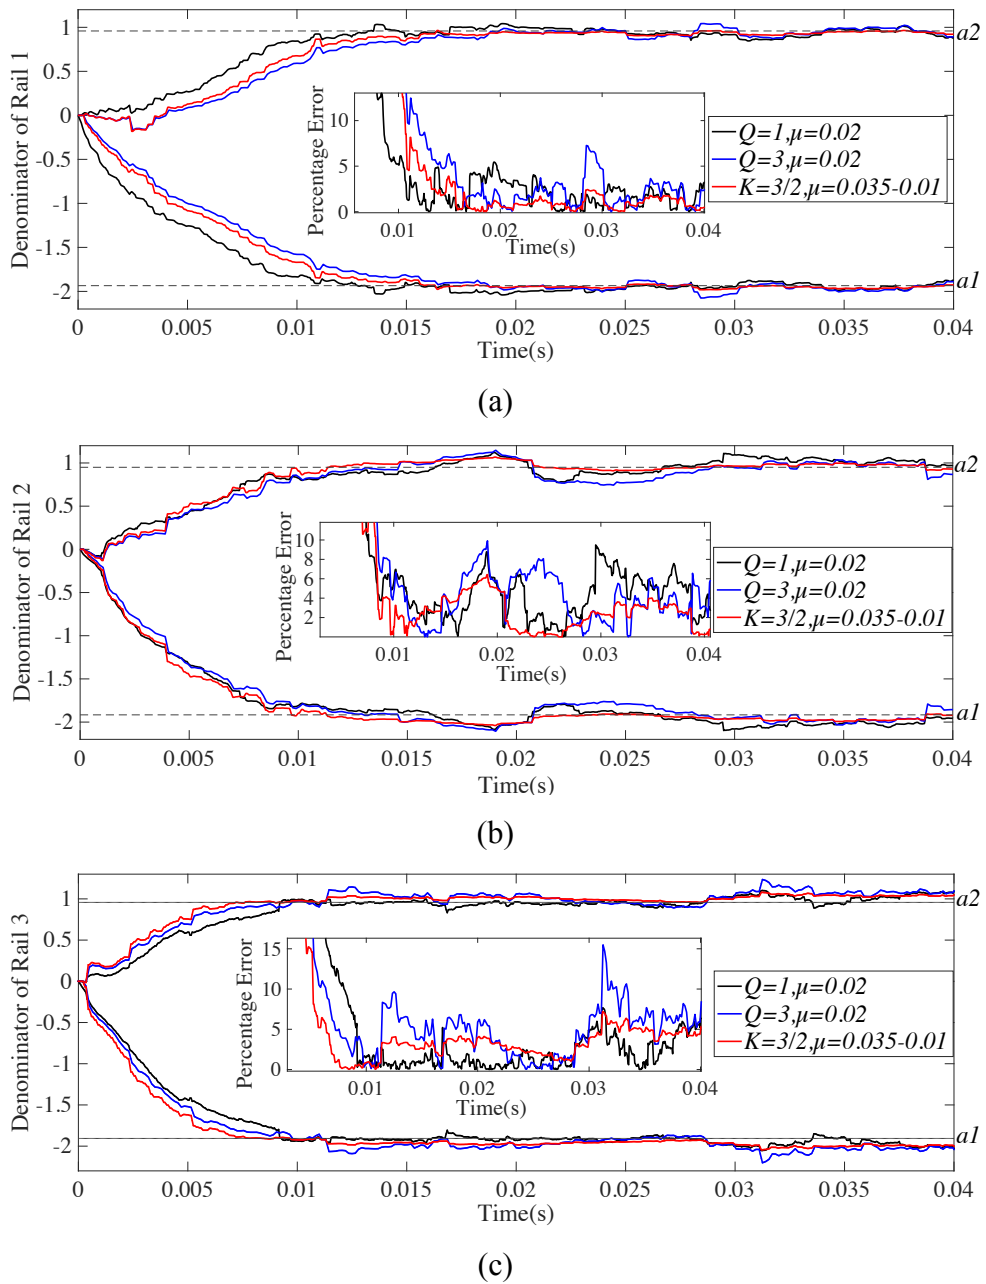 1
0.5
0
-0.5
-1
-1.5
-2
Denominator of Rail 1
a2
a1
10
5
0
Percentage Error
0.01
0.02
0.03
0.04
Time(s)
Q=1,μ=0.02
Q=3,μ=0.02
K=3/2,μ=0.035-0.01
0
0.005
0.01
0.015
0.02
0.025
0.03
0.035
0.04
Time(s)
(a)
1
0.5
0
-0.5
-1
-1.5
-2
Denominator of Rail 2
a2
a1
10
8
6
4
2
Percentage Error
0.01
0.02
0.03
0.04
Time(s)
Q=1,μ=0.02
Q=3,μ=0.02
K=3/2,μ=0.035-0.01
0
0.005
0.01
0.015
0.02
0.025
0.03
0.035
0.04
Time(s)
(b)
1
0.5
0
-0.5
-1
-1.5
-2
Denominator of Rail 3
a2
a1
15
10
5
0
Percentage Error
0.01
0.02
0.03
0.04
Time(s)
Q=1,μ=0.02
Q=3,μ=0.02
K=3/2,μ=0.035-0.01
0
0.005
0.01
0.015
0.02
0.025
0.03
0.035
0.04
Time(s)
(c)